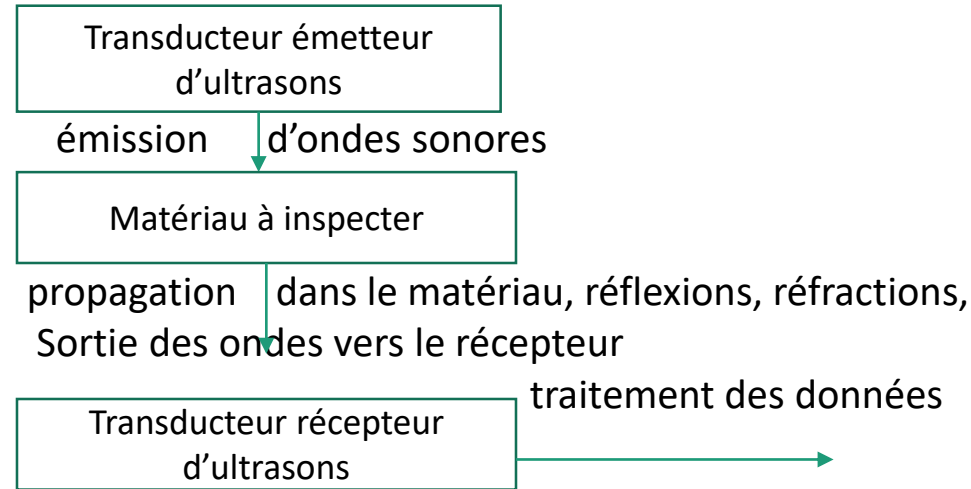 Transducteur émetteur
d’ultrasons
émission d’ondes sonores
Matériau à inspecter
propagation dans le matériau, réflexions, réfractions,
Sortie des ondes vers le récepteur
traitement des données
Transducteur récepteur
d’ultrasons